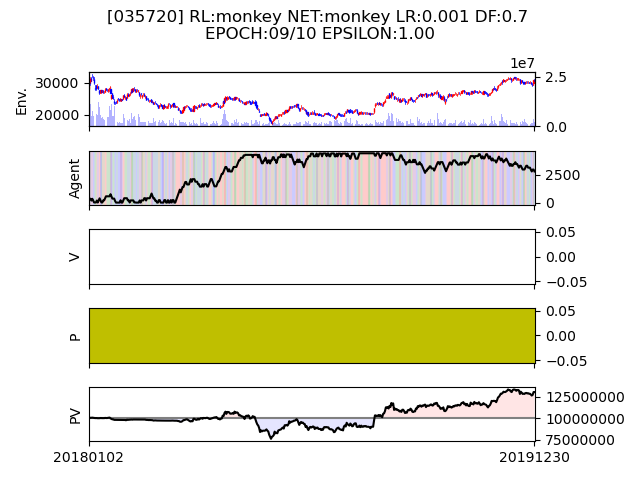 [035720] RL:monkey NET:monkey LR:0.001 DF:0.7
EPOCH:09/10 EPSILON:1.00
1e7
30000
20000
Env.
2.5
0.0
Agent
2500
0
V
0.05
0.00
−0.05
P
0.05
0.00
−0.05
PV
125000000
100000000
75000000
20180102
20191230